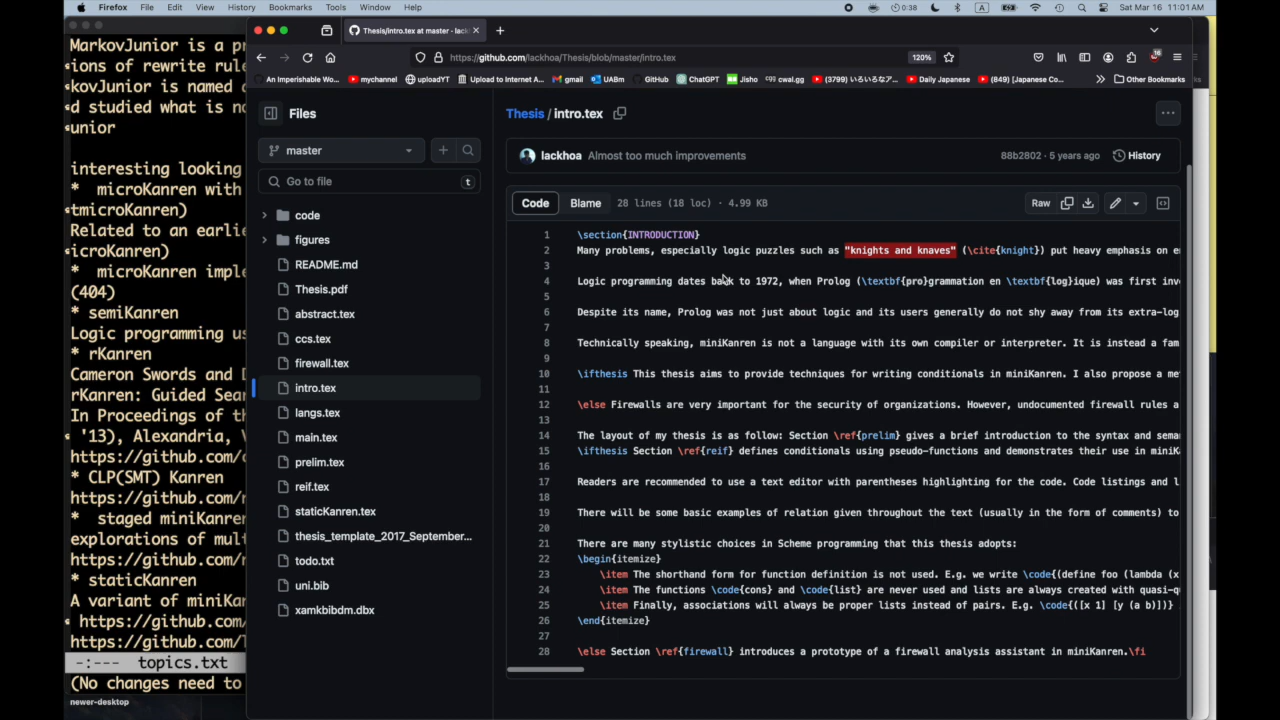 Firefox File Edit View History Bookmarks Tools Window Help 0:38 A Sat Mar 16 11:01AM
Thesis/intro.tex at master · lack
https://github.com/lackhoa/Thesis/blob/master/intro.tex 120% 16
An Imperishable Wo... mychannel uploadYT Upload to Internet A... gmail UABm GitHub ChatGPT Jisho cwal.gg (3799) いろいろなア... Daily Japanese (849) [Japanese Co... Other Bookmarks
MarkovJunior is a pr
ions of rewrite rule
kovJunior is named a
d studied what is no
unior
interesting looking
* microKanren with
tmicroKanren)
Related to an earlie
icroKanren)
* microKanren imple
(404)
* semiKanren
Logic programming us
* rKanren
Cameron Swords and D
rKanren: Guided Sear
In Proceedings of th
'13), Alexandria, V
https://github.com/
* CLP(SMT) Kanren
https://github.com/
* staged miniKanren
explorations of mult
https://github.com/
* staticKanren
A variant of miniKan
https://github.com/
https://github.com/l
-:--- topics.txt
(No changes need to
newer-desktop
Files
master
Go to file t
code
figures
README.md
Thesis.pdf
abstract.tex
ccs.tex
firewall.tex
intro.tex
langs.tex
main.tex
prelim.tex
reif.tex
staticKanren.tex
thesis_template_2017_September...
todo.txt
uni.bib
xamkbibdm.dbx
Thesis / intro.tex
lackhoa Almost too much improvements 88b2802 · 5 years ago History
Code Blame 28 lines (18 loc) · 4.99 KB Raw
1 \section{INTRODUCTION}
2 Many problems, especially logic puzzles such as "knights and knaves" (\cite{knight}) put heavy emphasis on
3
4 Logic programming dates back to 1972, when Prolog (\textbf{pro}grammation en \textbf{log}ique) was first inv
5
6 Despite its name, Prolog was not just about logic and its users generally do not shy away from its extra-log
7
8 Technically speaking, miniKanren is not a language with its own compiler or interpreter. It is instead a fam
9
10 \ifthesis This thesis aims to provide techniques for writing conditionals in miniKanren. I also propose a me
11
12 \else Firewalls are very important for the security of organizations. However, undocumented firewall rules a
13
14 The layout of my thesis is as follow: Section \ref{prelim} gives a brief introduction to the syntax and sema
15 \ifthesis Section \ref{reif} defines conditionals using pseudo-functions and demonstrates their use in miniK
16
17 Readers are recommended to use a text editor with parentheses highlighting for the code. Code listings and l
18
19 There will be some basic examples of relation given throughout the text (usually in the form of comments) to
20
21 There are many stylistic choices in Scheme programming that this thesis adopts:
22 \begin{itemize}
23 \item The shorthand form for function definition is not used. E.g. we write \code{(define foo (lambda (x
24 \item The functions \code{cons} and \code{list} are never used and lists are always created with quasi-q
25 \item Finally, associations will always be proper lists instead of pairs. E.g. \code{([x 1] [y (a b)])}
26 \end{itemize}
27
28 \else Section \ref{firewall} introduces a prototype of a firewall analysis assistant in miniKanren.\fi